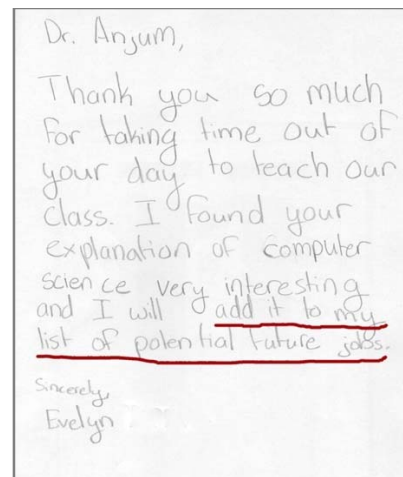 Dr. Anjum,
Thank you so much
for taking time out of
your day to teach our
class. I found your
explanation of computer
science very interesting
and I will add it to my
list of potential future jobs.
Sincerely,
Evelyn